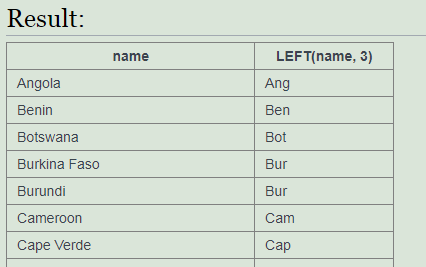 Result:
name LEFT(name, 3)
Angola Ang
Benin Ben
Botswana Bot
Burkina Faso Bur
Burundi Bur
Cameroon Cam
Cape Verde Cap